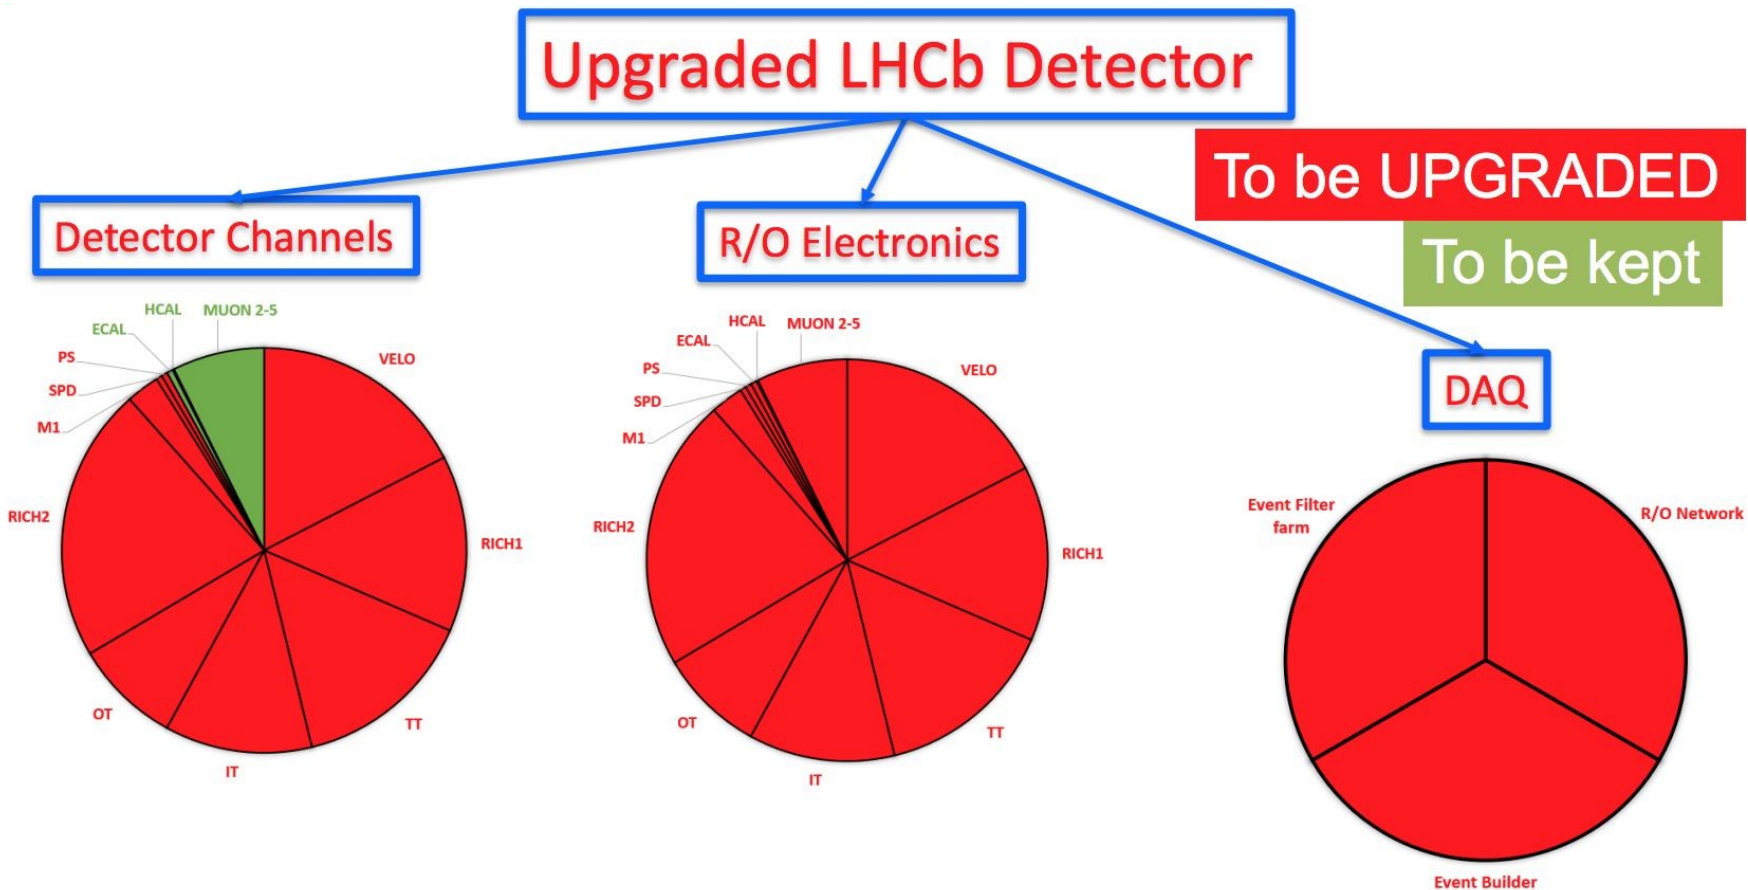 Upgraded LHCb Detector
To be UPGRADED
To be kept
Detector Channels
HCAL
MUON 2-5
ECAL
PS
SPD
M1
VELO
RICH2
RICH1
OT
TT
IT
R/O Electronics
HCAL
MUON 2-5
ECAL
PS
SPD
M1
VELO
RICH2
RICH1
OT
TT
IT
DAQ
Event Filter
farm
R/O Network
Event Builder